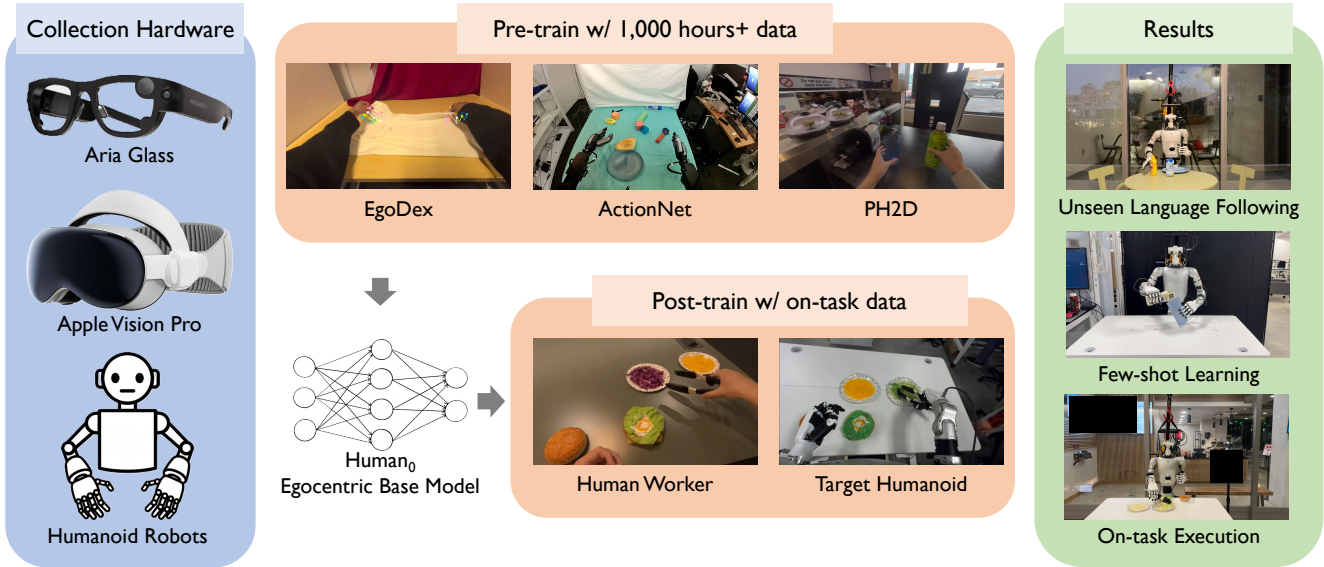 Collection Hardware
Aria Glass
Apple Vision Pro
Humanoid Robots
Pre-train w/ 1,000 hours+ data
EgoDex
ActionNet
PH2D
Human₀
Egocentric Base Model
Post-train w/ on-task data
Human Worker
Target Humanoid
Results
Unseen Language Following
Few-shot Learning
On-task Execution